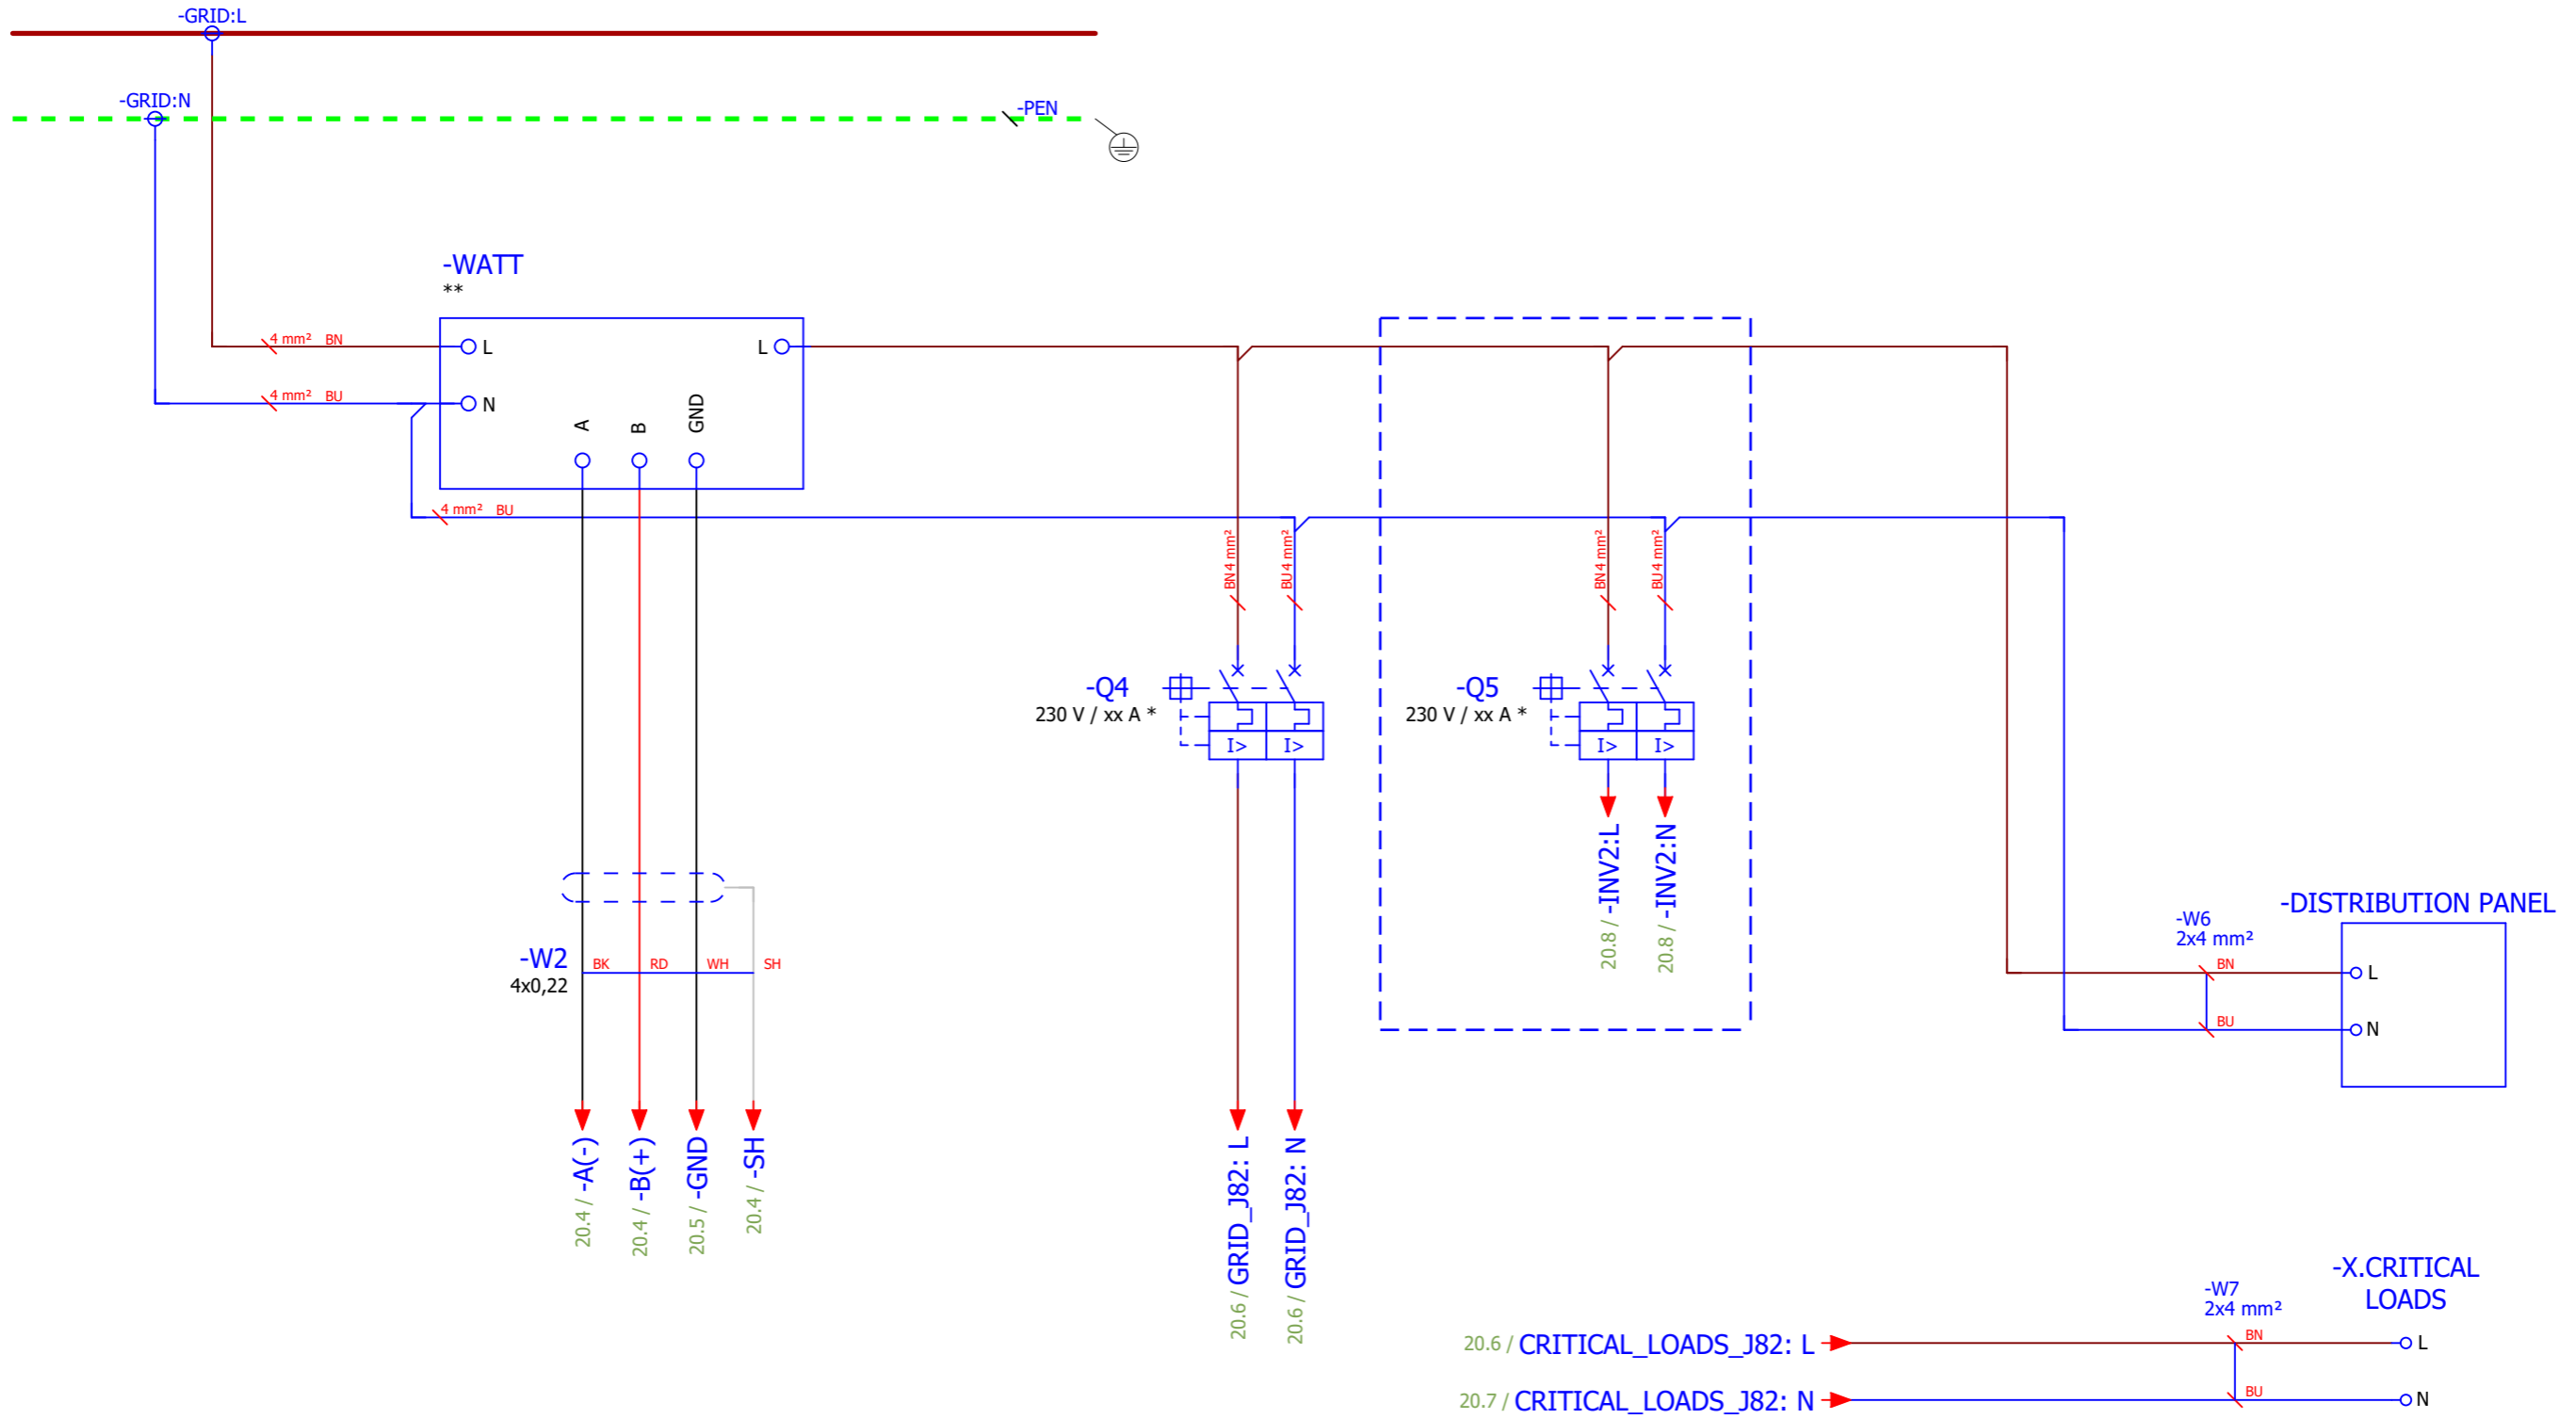 -GRID:L
-GRID:N
-PEN
-WATT
**
4 mm² BN
L
L
4 mm² BU
N
A
B
GND
4 mm² BU
BN 4 mm²
BU 4 mm²
BN 4 mm²
BU 4 mm²
-Q4
230 V / xx A *
I>
I>
-Q5
230 V / xx A *
I>
I>
20.8 / -INV2:L
20.8 / -INV2:N
-DISTRIBUTION PANEL
-W6
2x4 mm²
BN
L
BU
N
-W2
4x0,22
BK
RD
WH
SH
20.4 / -A(-)
20.4 / -B(+)
20.5 / -GND
20.4 / -SH
20.6 / GRID_J82: L
20.6 / GRID_J82: N
-X.CRITICAL
LOADS
-W7
2x4 mm²
20.6 / CRITICAL_LOADS_J82: L
BN
L
20.7 / CRITICAL_LOADS_J82: N
BU
N